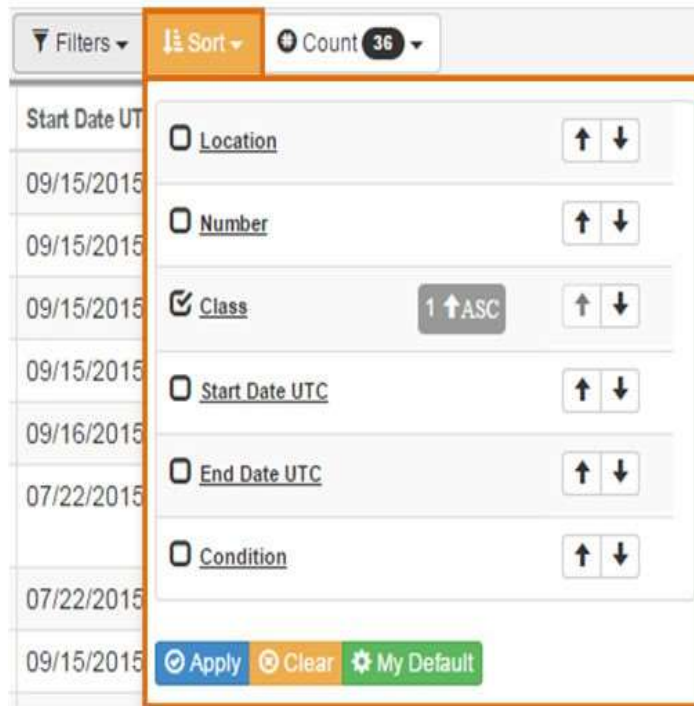 Filters Sort Count 36
Start Date UT
09/15/2015
09/15/2015
09/15/2015
09/15/2015
09/16/2015
07/22/2015
07/22/2015
09/15/2015
Location
Number
Class 1 ASC
Start Date UTC
End Date UTC
Condition
Apply Clear My Default